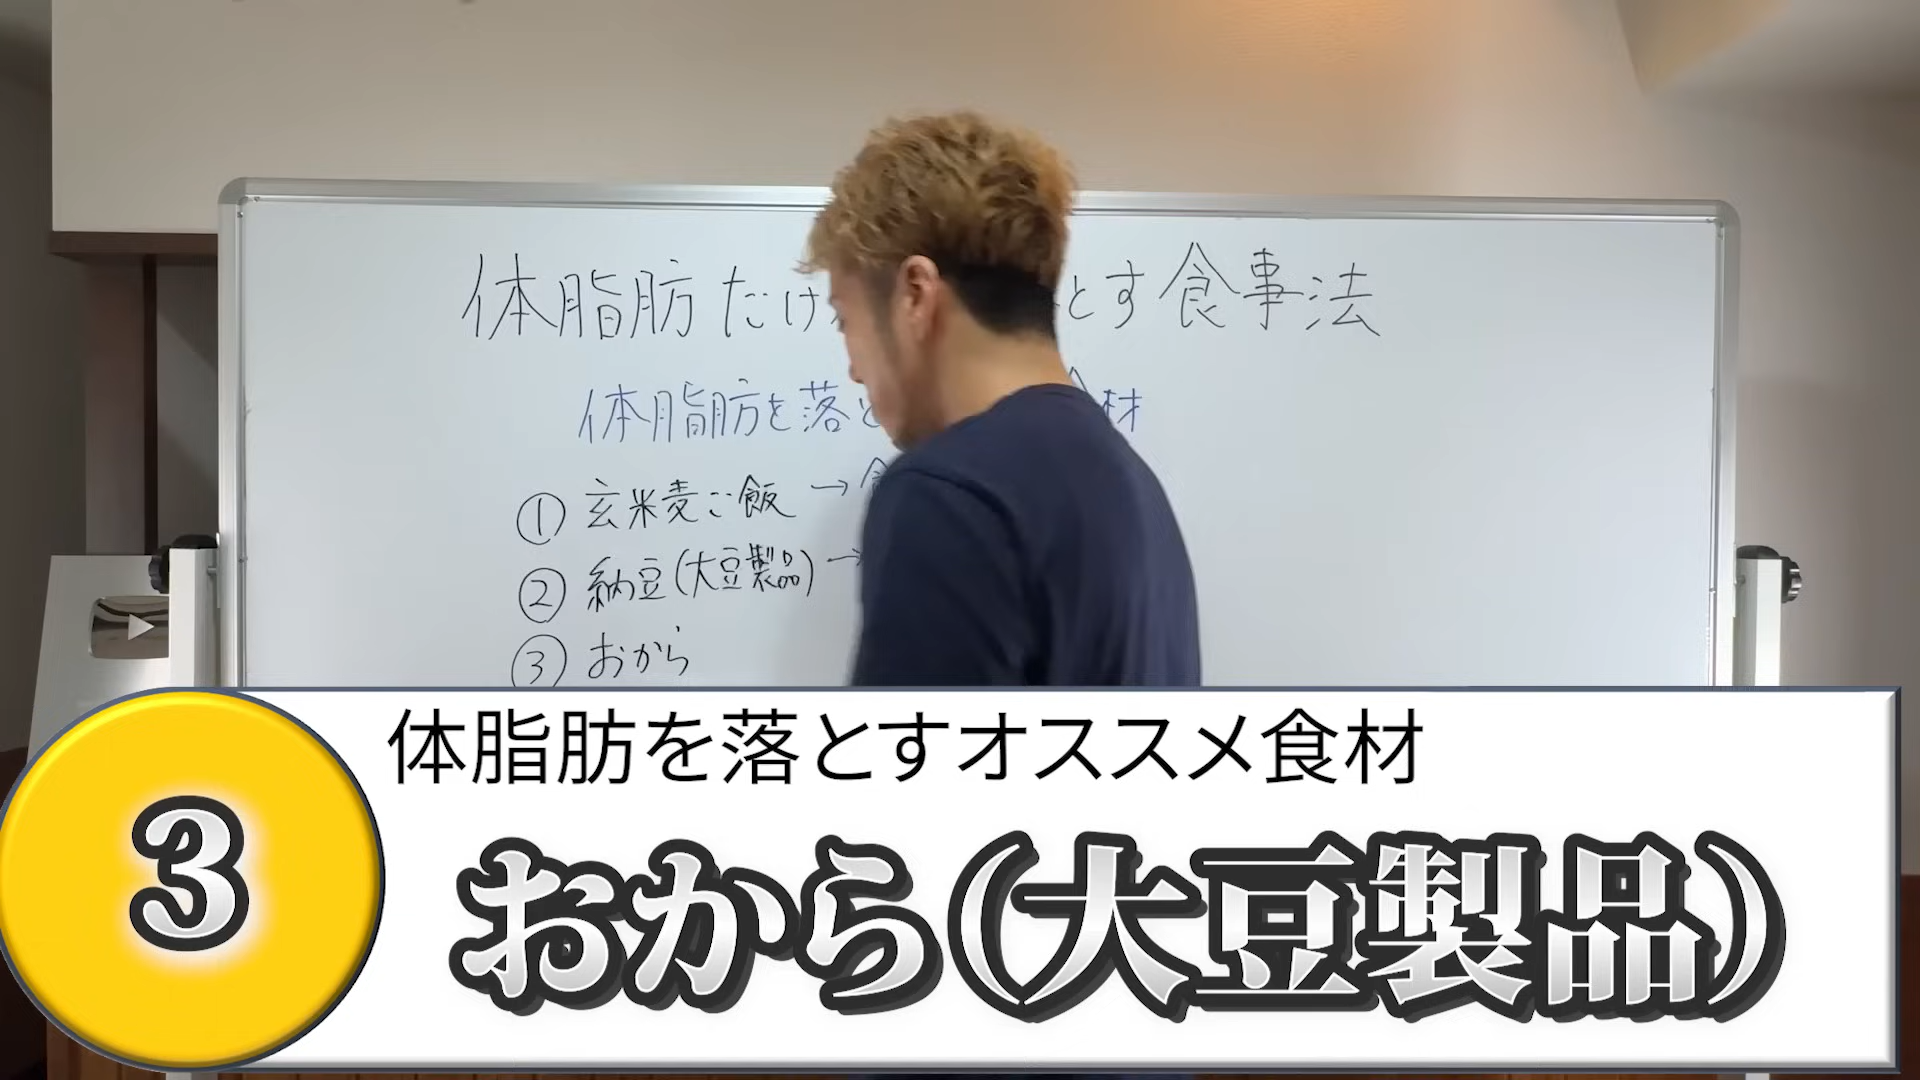 体脂肪だけ とす食事法
体脂肪を落と 材
① 玄米麦ご飯 →
② 納豆(大豆製品) →
③ おから
3
体脂肪を落とすオススメ食材
おから(大豆製品)